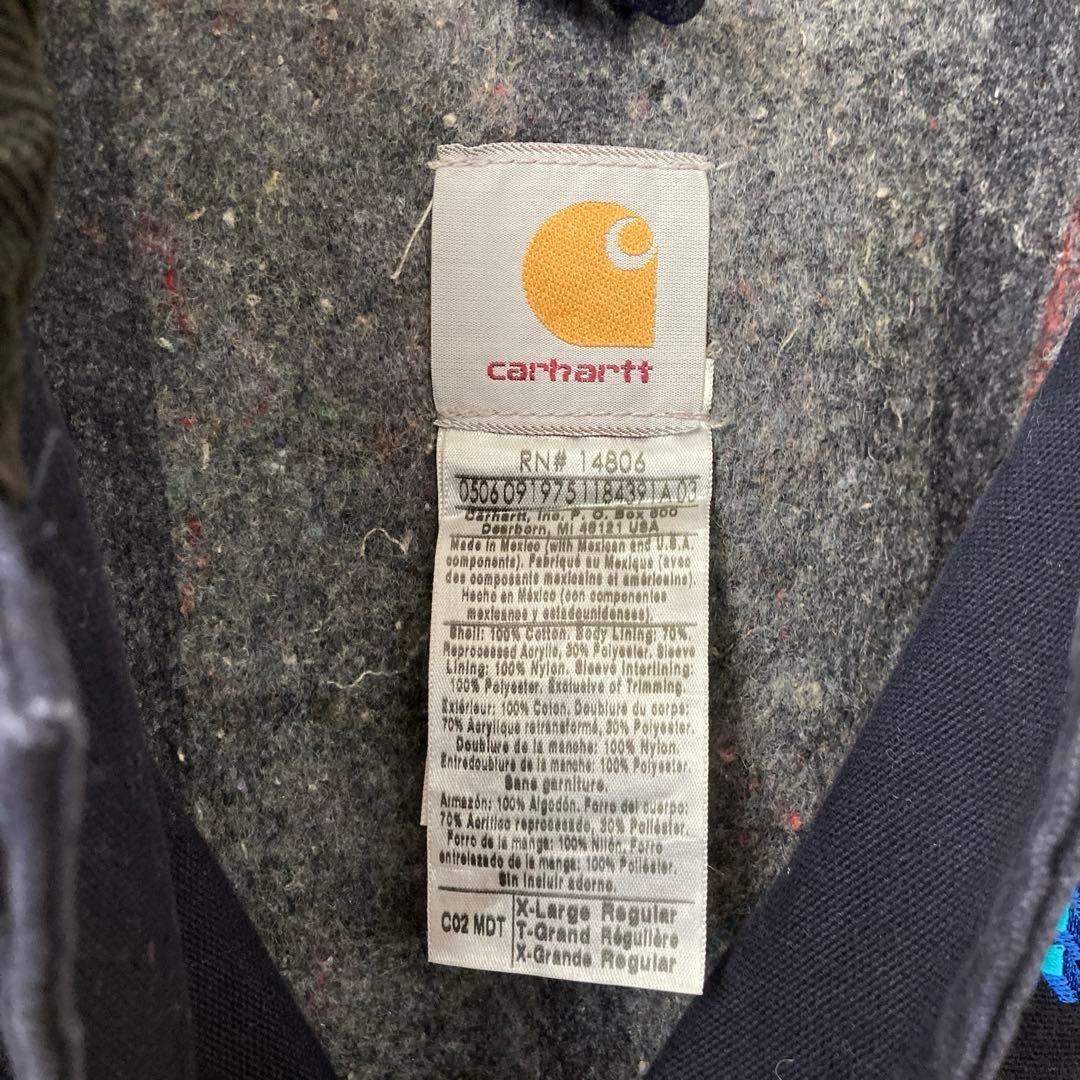 carhartt
RN# 14806
05060919751184391A00
Carhartt, Inc. P. O. Box 600
Dearborn, MI 48121 USA
Made in Mexico (with Mexican and U.S.A
components). Fabriqué au Mexique (avec
des composants mexicains et américains).
Hecho en México (con componentes
mexicanos y estadounidenses).
Shell: 100% Cotton. Body Lining: 70%
Reprocessed Acrylic, 30% Polyester. Sleeve
Lining: 100% Nylon. Sleeve Interlining:
100% Polyester. Exclusive of Trimming.
Extérieur: 100% Coton. Doublure du corps:
70% Acrylique retransformé, 30% Polyester.
Doublure de la manche: 100% Nylon.
Entredoublure de la manche: 100% Polyester.
Sans garniture.
Armazón: 100% Algodón. Forro del cuerpo:
70% Acrílico reprocesado, 30% Poliéster.
Forro de la manga: 100% Nilón. Forro
entrelazado de la manga: 100% Poliéster.
Sin incluir adorno.
C02 MDT
X-Large Regular
T-Grand Régulière
X-Grande Regular